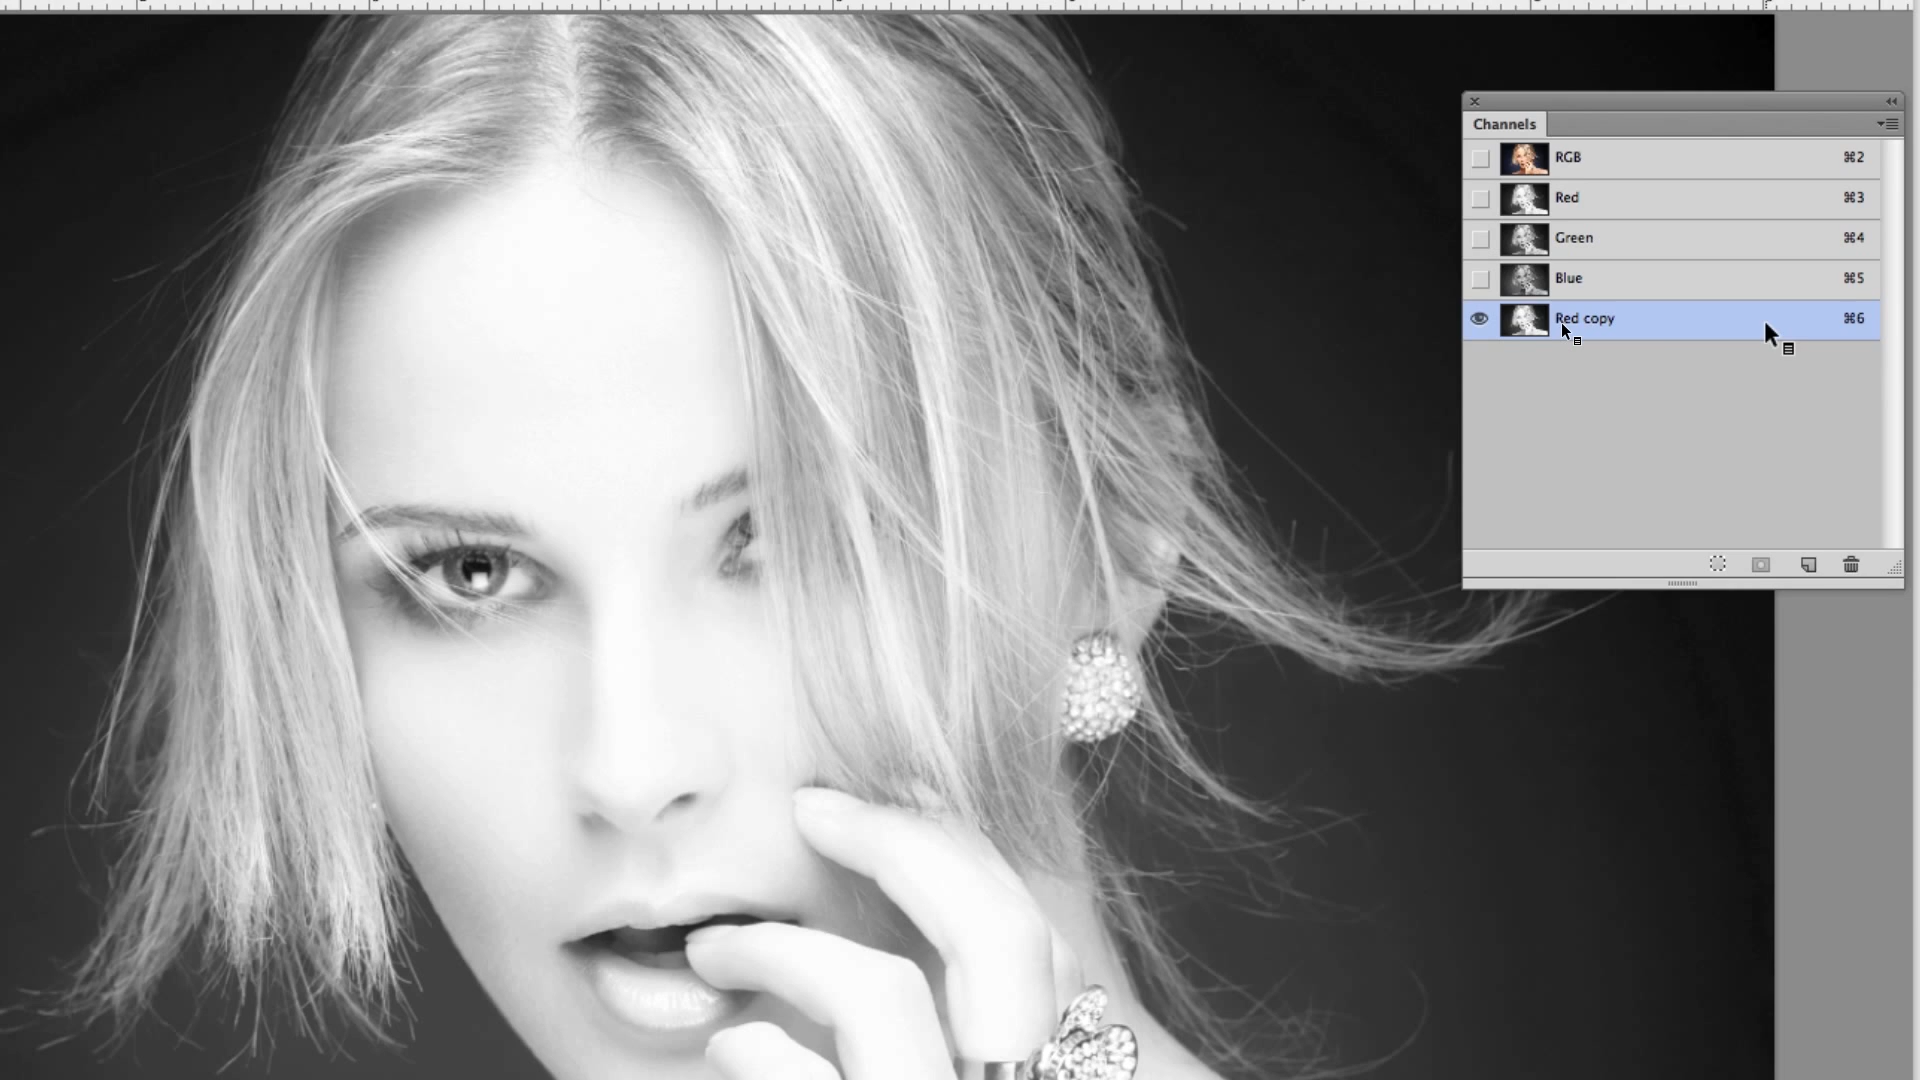 Channels
RGB ⌘2
Red ⌘3
Green ⌘4
Blue ⌘5
Red copy ⌘6